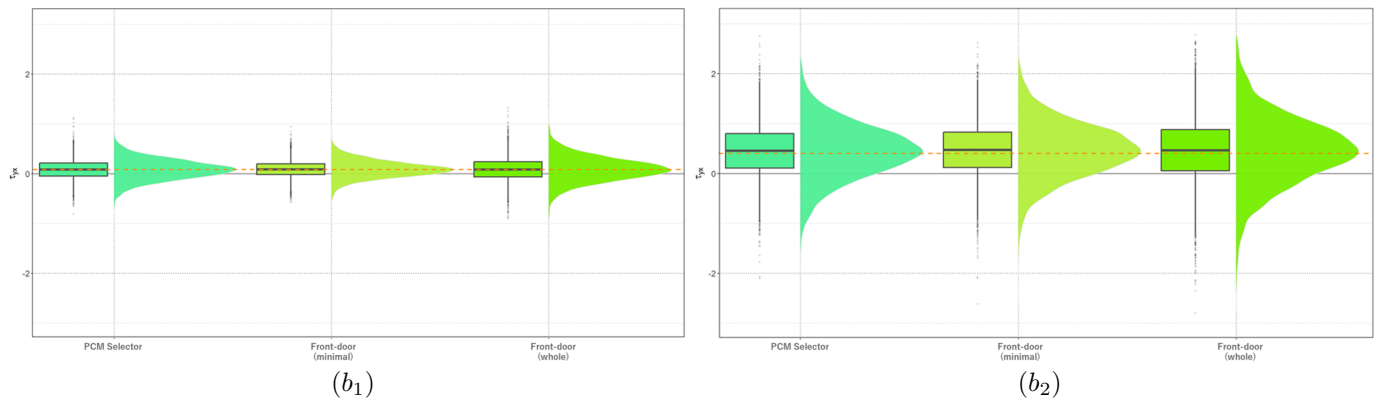 2
τyx
0
-2
PCM Selector
Front-door
(minimal)
Front-door
(whole)
(b1)
2
τyx
0
-2
PCM Selector
Front-door
(minimal)
Front-door
(whole)
(b2)